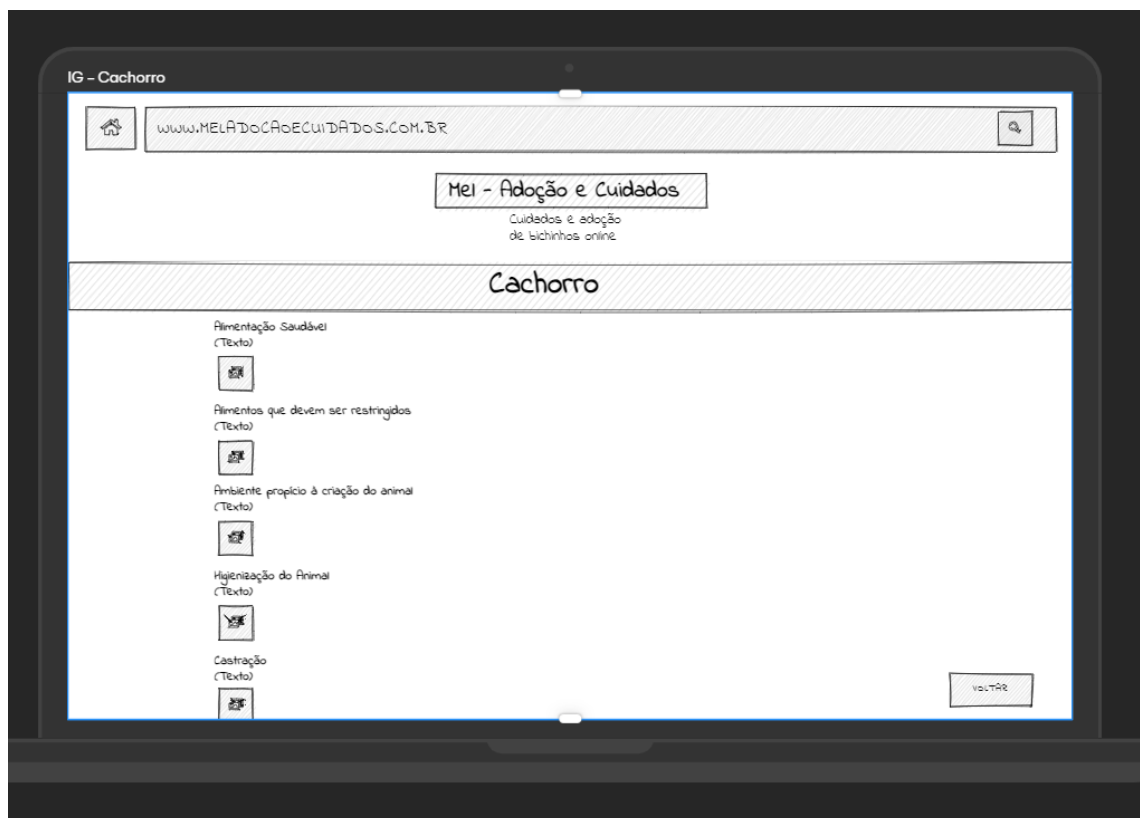 IG - Cachorro
www.MELADOCAOECUIDADOS.COM.BR
Mel - Adoção e Cuidados
Cuidados e adoção
de bichinhos online
Cachorro
Alimentação Saudável
(Texto)
Alimentos que devem ser restringidos
(Texto)
Ambiente propício à criação do animal
(Texto)
Higienização do Animal
(Texto)
Castração
(Texto)
VOLTAR